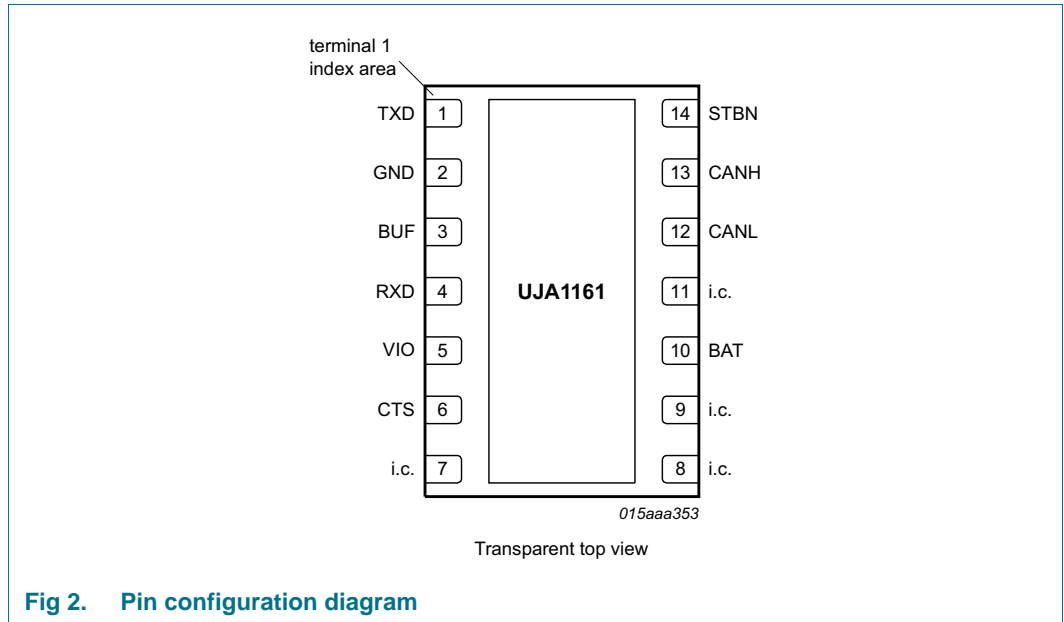 terminal 1
index area
TXD 1
GND 2
BUF 3
RXD 4
VIO 5
CTS 6
i.c. 7
UJA1161
14 STBN
13 CANH
12 CANL
11 i.c.
10 BAT
9 i.c.
8 i.c.
015aaa353
Transparent top view
Fig 2. Pin configuration diagram